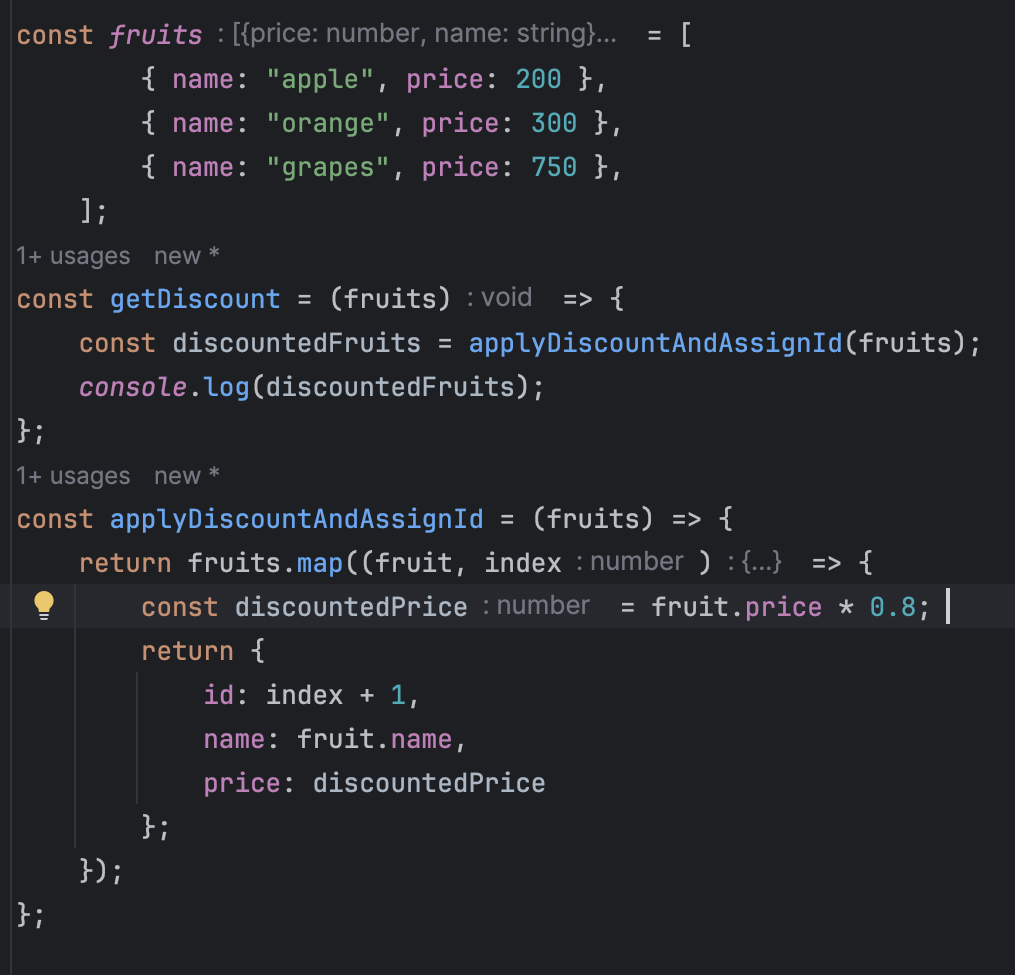 const fruits : [{price: number, name: string}... = [
{ name: "apple", price: 200 },
{ name: "orange", price: 300 },
{ name: "grapes", price: 750 },
];
1+ usages new *
const getDiscount = (fruits) : void => {
const discountedFruits = applyDiscountAndAssignId(fruits);
console.log(discountedFruits);
};
1+ usages new *
const applyDiscountAndAssignId = (fruits) => {
return fruits.map((fruit, index : number ) : {...} => {
const discountedPrice : number = fruit.price * 0.8;
return {
id: index + 1,
name: fruit.name,
price: discountedPrice
};
});
};